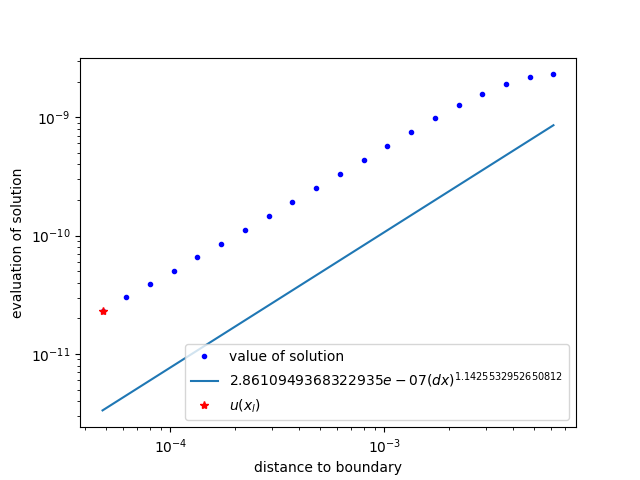 10⁻⁹
10⁻¹⁰
10⁻¹¹
evaluation of solution
value of solution
2.8610949368322935e − 07(dx)^1.1425532952650812
u(x_l)
10⁻⁴
10⁻³
distance to boundary